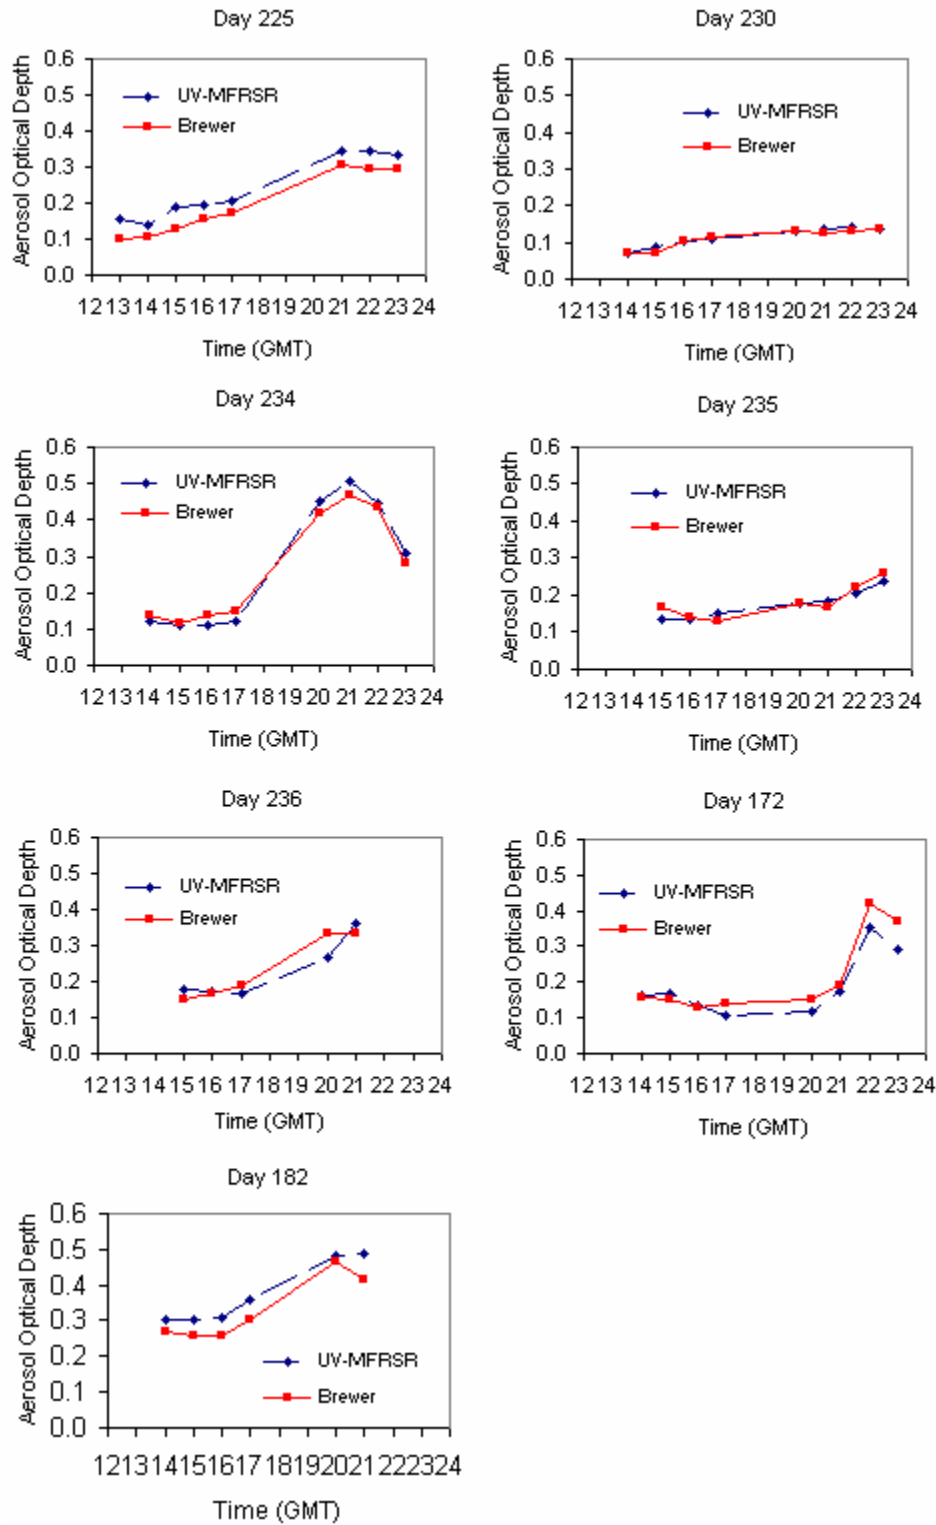 Day 225
0.6
0.5
0.4
0.3
0.2
0.1
0.0
Aerosol Optical Depth
UV-MFRSR
Brewer
12 13 14 15 16 17 18 19 20 21 22 23 24
Time (GMT)
Day 230
0.6
0.5
0.4
0.3
0.2
0.1
0.0
Aerosol Optical Depth
UV-MFRSR
Brewer
12 13 14 15 16 17 18 19 20 21 22 23 24
Time (GMT)
Day 234
0.6
0.5
0.4
0.3
0.2
0.1
0.0
Aerosol Optical Depth
UV-MFRSR
Brewer
12 13 14 15 16 17 18 19 20 21 22 23 24
Time (GMT)
Day 235
0.6
0.5
0.4
0.3
0.2
0.1
0.0
Aerosol Optical Depth
UV-MFRSR
Brewer
12 13 14 15 16 17 18 19 20 21 22 23 24
Time (GMT)
Day 236
0.6
0.5
0.4
0.3
0.2
0.1
0.0
Aerosol Optical Depth
UV-MFRSR
Brewer
12 13 14 15 16 17 18 19 20 21 22 23 24
Time (GMT)
Day 172
0.6
0.5
0.4
0.3
0.2
0.1
0.0
Aerosol Optical Depth
UV-MFRSR
Brewer
12 13 14 15 16 17 18 19 20 21 22 23 24
Time (GMT)
Day 182
0.6
0.5
0.4
0.3
0.2
0.1
0.0
Aerosol Optical Depth
UV-MFRSR
Brewer
12 13 14 15 16 17 18 19 20 21 22 23 24
Time (GMT)